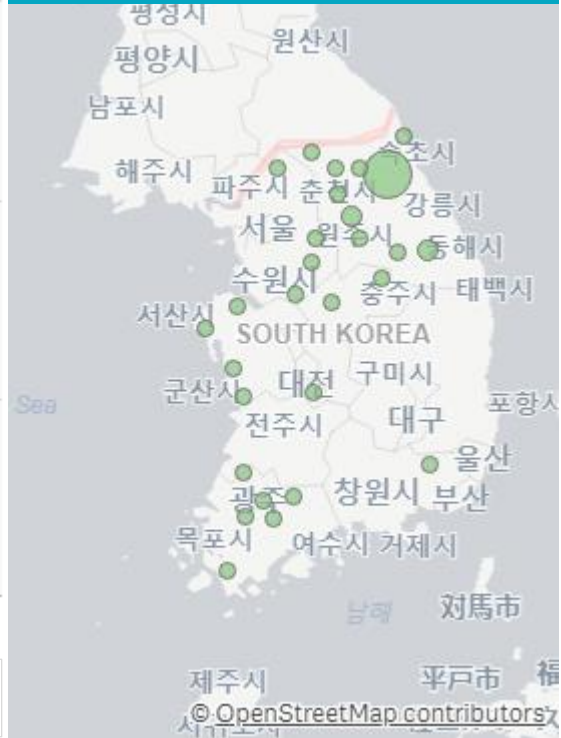 평성시
원산시
평양시
남포시
속초시
해주시
파주시
춘천시
강릉시
서울
원주시
동해시
수원시
충주시
태백시
서산시
SOUTH KOREA
구미시
대전
군산시
Sea
포항시
대구
전주시
울산
창원시
부산
광주
목포시
여수시
거제시
남해
対馬市
제주시
平戸市
福
© OpenStreetMap contributors